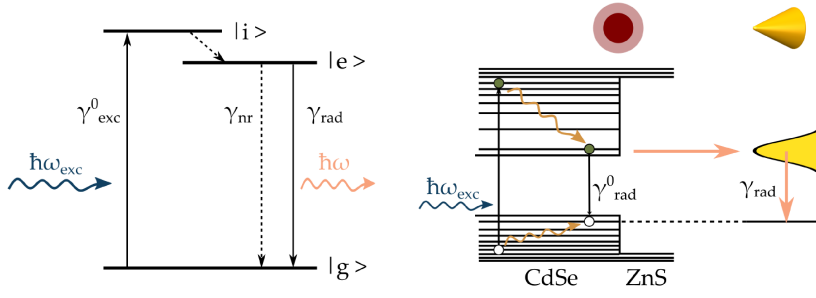 |i >
|e >
γ⁰exc
γnr
γrad
ħωexc
ħω
|g >
ħωexc
γ⁰rad
γrad
CdSe
ZnS